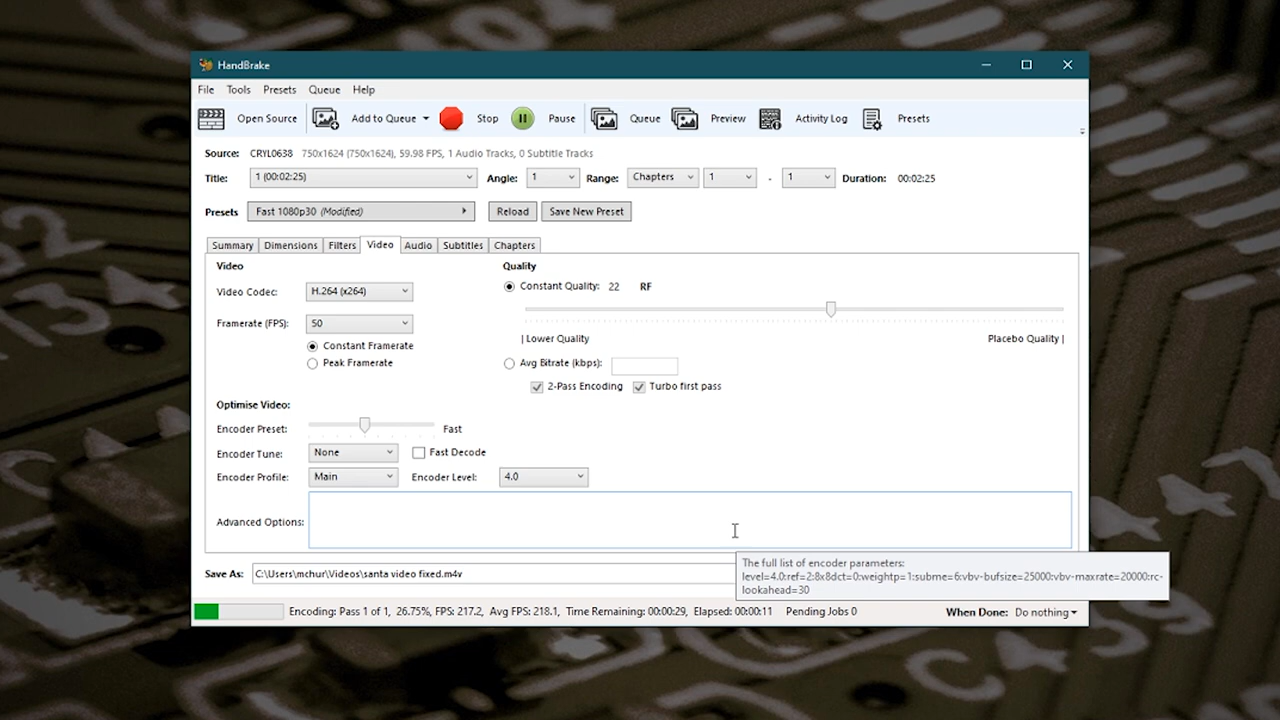 HandBrake
File Tools Presets Queue Help
Open Source Add to Queue Stop Pause Queue Preview Activity Log Presets
Source: CRYL0638 750x1624 (750x1624), 59.98 FPS, 1 Audio Tracks, 0 Subtitle Tracks
Title: 1 (00:02:25) Angle: 1 Range: Chapters 1 - 1 Duration: 00:02:25
Presets Fast 1080p30 (Modified) Reload Save New Preset
Summary Dimensions Filters Video Audio Subtitles Chapters
Video Quality
Video Codec: H.264 (x264) Constant Quality: 22 RF
Framerate (FPS): 50
Constant Framerate | Lower Quality Placebo Quality |
Peak Framerate Avg Bitrate (kbps):
2-Pass Encoding Turbo first pass
Optimise Video:
Encoder Preset: Fast
Encoder Tune: None Fast Decode
Encoder Profile: Main Encoder Level: 4.0
Advanced Options:
The full list of encoder parameters:
level=4.0:ref=2:8x8dct=0:weightp=1:subme=6:vbv-bufsize=25000:vbv-maxrate=20000:rc-
lookahead=30
Save As: C:\Users\mchur\Videos\santa video fixed.m4v
Encoding: Pass 1 of 1, 26.75%, FPS: 217.2, Avg FPS: 218.1, Time Remaining: 00:00:29, Elapsed: 00:00:11 Pending Jobs 0 When Done: Do nothing